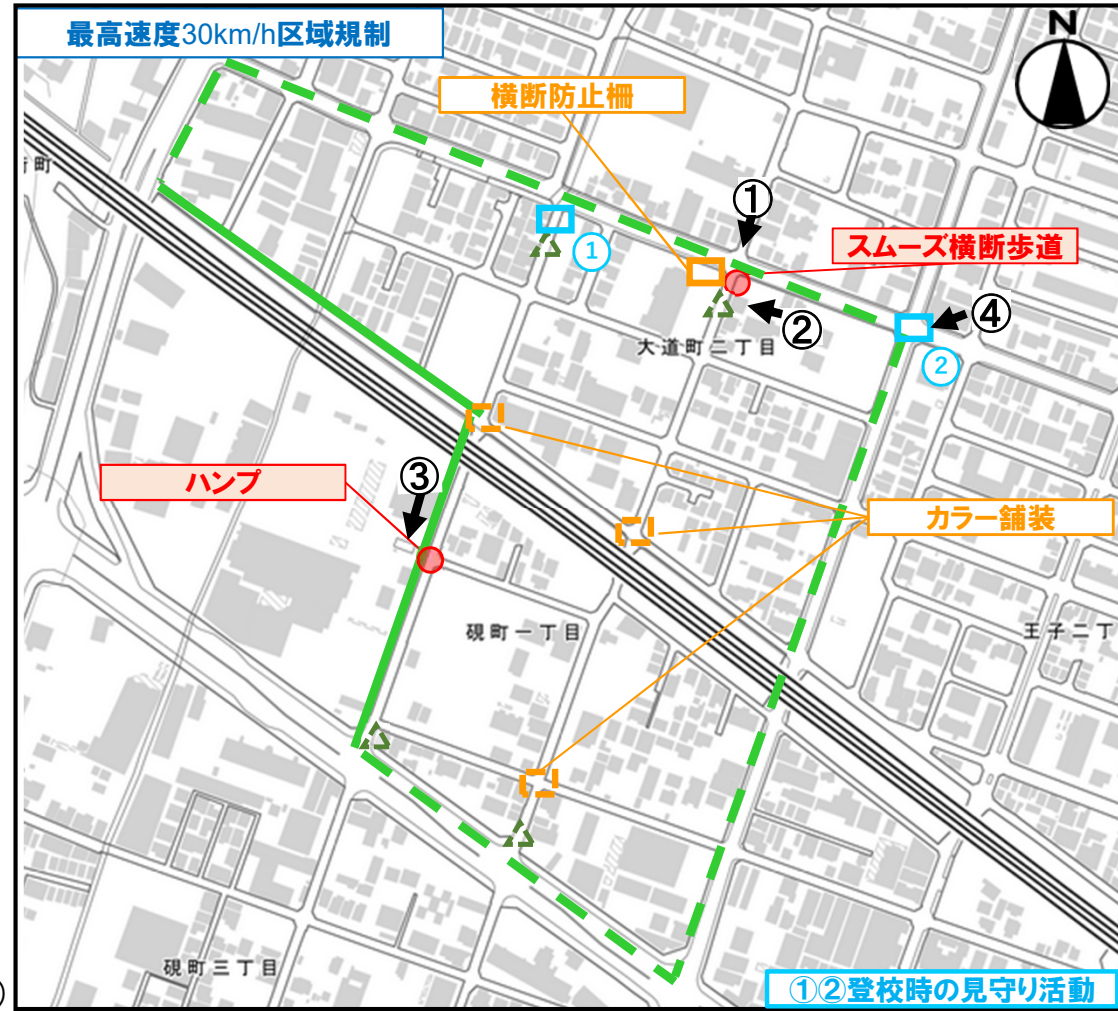 最高速度30km/h区域規制
N
横断防止柵
町
①
スムーズ横断歩道
①
②
④
大道町二丁目
②
③
ハンプ
カラー舗装
硯町一丁目
王子二丁
硯町三丁目
①②登校時の見守り活動